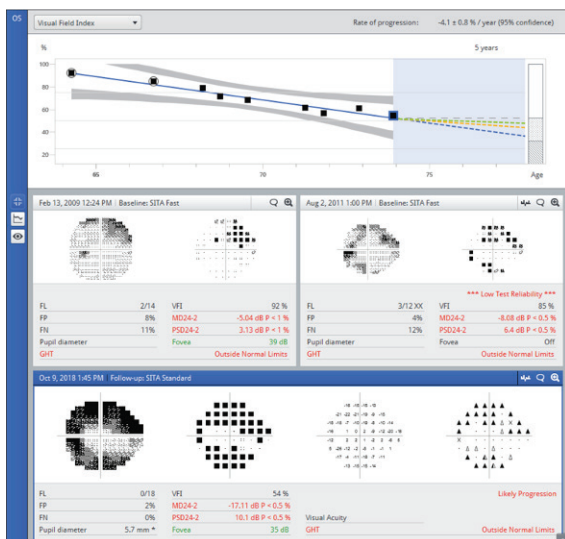 OS
Visual Field Index
Rate of progression: -4.1 ± 0.8 % / year (95% confidence)
%
5 years
100
80
60
40
20
65
70
75
Age
Feb 13, 2009 12:24 PM Baseline: SITA Fast
FL 2/14
FP 8%
FN 11%
Pupil diameter
GHT
VFI 92 %
MD24-2 -5.04 dB P < 1 %
PSD24-2 3.13 dB P < 1 %
Fovea 39 dB
Outside Normal Limits
Aug 2, 2011 1:00 PM Baseline: SITA Fast
*** Low Test Reliability ***
FL 3/12 XX
FP 4%
FN 12%
Pupil diameter
GHT
VFI 85 %
MD24-2 -8.08 dB P < 0.5 %
PSD24-2 6.4 dB P < 0.5 %
Fovea Off
Outside Normal Limits
Oct 9, 2018 1:45 PM Follow-up: SITA Standard
FL 0/18
FP 2%
FN 0%
Pupil diameter 5.7 mm *
VFI 54 %
MD24-2 -17.11 dB P < 0.5 %
PSD24-2 10.1 dB P < 0.5 %
Fovea 35 dB
Likely Progression
Visual Acuity
GHT Outside Normal Limits